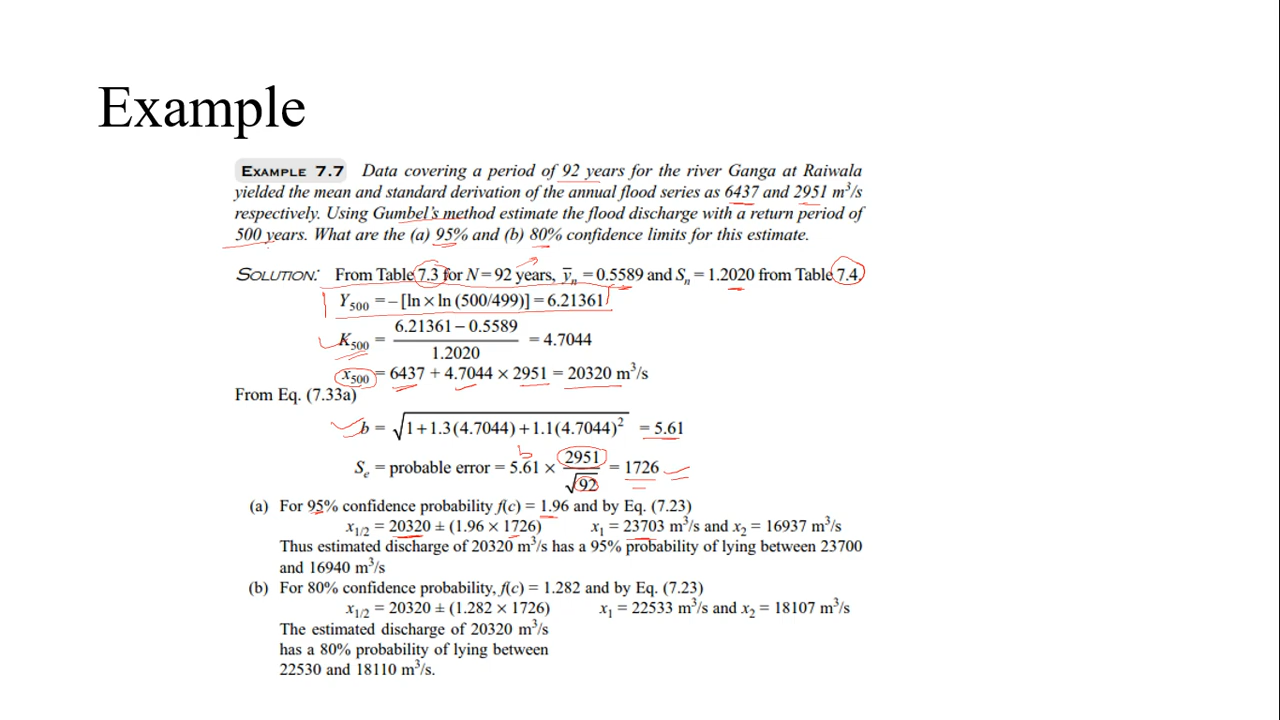 Example
EXAMPLE 7.7 Data covering a period of 92 years for the river Ganga at Raiwala
yielded the mean and standard derivation of the annual flood series as 6437 and 2951 m³/s
respectively. Using Gumbel's method estimate the flood discharge with a return period of
500 years. What are the (a) 95% and (b) 80% confidence limits for this estimate.
SOLUTION: From Table 7.3 for N = 92 years, ȳₙ = 0.5589 and Sₙ = 1.2020 from Table 7.4.
Y₅₀₀ = – [ln × ln (500/499)] = 6.21361
K₅₀₀ = (6.21361 – 0.5589) / 1.2020 = 4.7044
x₅₀₀ = 6437 + 4.7044 × 2951 = 20320 m³/s
From Eq. (7.33a)
b = √(1 + 1.3 (4.7044) + 1.1 (4.7044)²) = 5.61
b
Sₑ = probable error = 5.61 × 2951 / √92 = 1726
(a) For 95% confidence probability f(c) = 1.96 and by Eq. (7.23)
x₁/₂ = 20320 ± (1.96 × 1726) x₁ = 23703 m³/s and x₂ = 16937 m³/s
Thus estimated discharge of 20320 m³/s has a 95% probability of lying between 23700
and 16940 m³/s
(b) For 80% confidence probability, f(c) = 1.282 and by Eq. (7.23)
x₁/₂ = 20320 ± (1.282 × 1726) x₁ = 22533 m³/s and x₂ = 18107 m³/s
The estimated discharge of 20320 m³/s
has a 80% probability of lying between
22530 and 18110 m³/s.